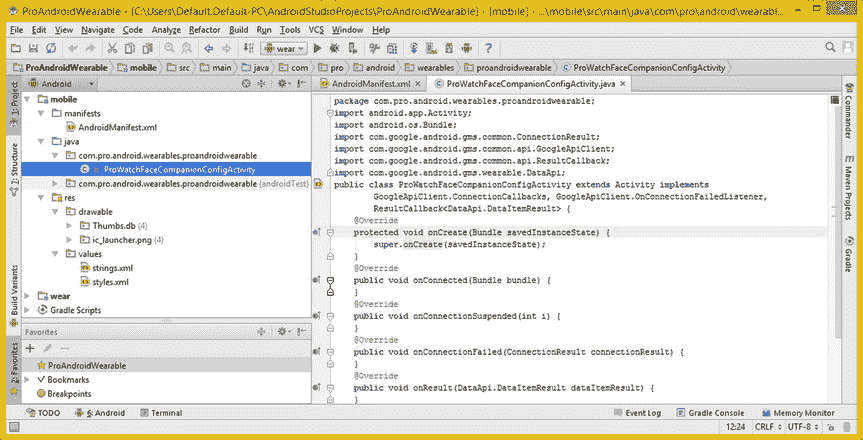 ProAndroidWearable - [C:\Users\Default.Default-PC\AndroidStudioProjects\ProAndroidWearable] - [mobile] - ...\mobile\src\main\java\com\pro\android\wearabl...
File Edit View Navigate Code Analyze Refactor Build Run Tools VCS Window Help
wear
ProAndroidWearable mobile src main java com pro android wearables proandroidwearable ProWatchFaceCompanionConfigActivity
Android
AndroidManifest.xml
ProWatchFaceCompanionConfigActivity.java
1: Project
7: Structure
Build Variants
2: Favorites
mobile
manifests
AndroidManifest.xml
java
com.pro.android.wearables.proandroidwearable
ProWatchFaceCompanionConfigActivity
com.pro.android.wearables.proandroidwearable (androidTest)
res
drawable
Thumbs.db
ic_launcher.png
values
strings.xml
styles.xml
wear
Gradle Scripts
Favorites
ProAndroidWearable
Bookmarks
Breakpoints
package com.pro.android.wearables.proandroidwearable;
import android.app.Activity;
import android.os.Bundle;
import com.google.android.gms.common.ConnectionResult;
import com.google.android.gms.common.api.GoogleApiClient;
import com.google.android.gms.common.api.ResultCallback;
import com.google.android.gms.wearable.DataApi;
public class ProWatchFaceCompanionConfigActivity extends Activity implements
GoogleApiClient.ConnectionCallbacks, GoogleApiClient.OnConnectionFailedListener,
ResultCallback<DataApi.DataItemResult> {
@Override
protected void onCreate(Bundle savedInstanceState) {
super.onCreate(savedInstanceState);
}
@Override
public void onConnected(Bundle bundle) {
}
@Override
public void onConnectionSuspended(int i) {
}
@Override
public void onConnectionFailed(ConnectionResult connectionResult) {
}
@Override
public void onResult(DataApi.DataItemResult dataItemResult) {
}
Commander
Maven Projects
Gradle
TODO 6: Android Terminal Event Log Gradle Console Memory Monitor
12:24 CRLF UTF-8